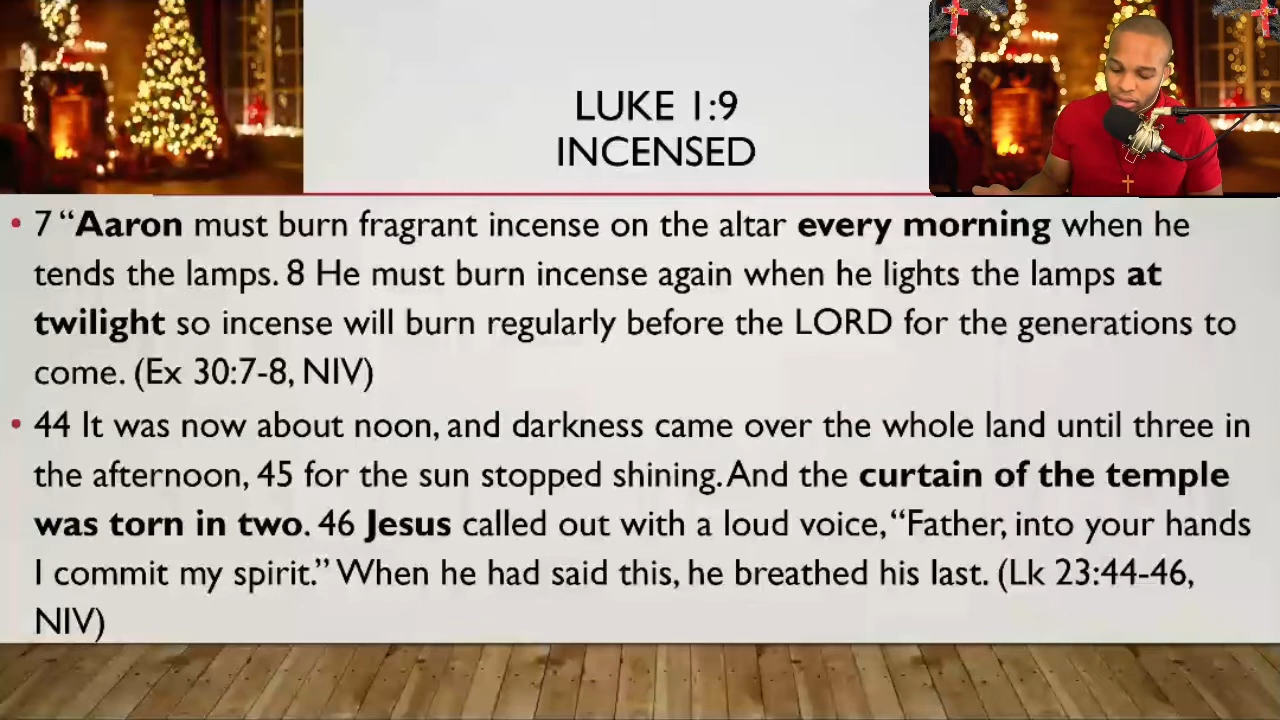 LUKE 1:9
INCENSED
• 7 “Aaron must burn fragrant incense on the altar every morning when he
tends the lamps. 8 He must burn incense again when he lights the lamps at
twilight so incense will burn regularly before the LORD for the generations to
come. (Ex 30:7-8, NIV)
• 44 It was now about noon, and darkness came over the whole land until three in
the afternoon, 45 for the sun stopped shining. And the curtain of the temple
was torn in two. 46 Jesus called out with a loud voice, “Father, into your hands
I commit my spirit.” When he had said this, he breathed his last. (Lk 23:44-46,
NIV)